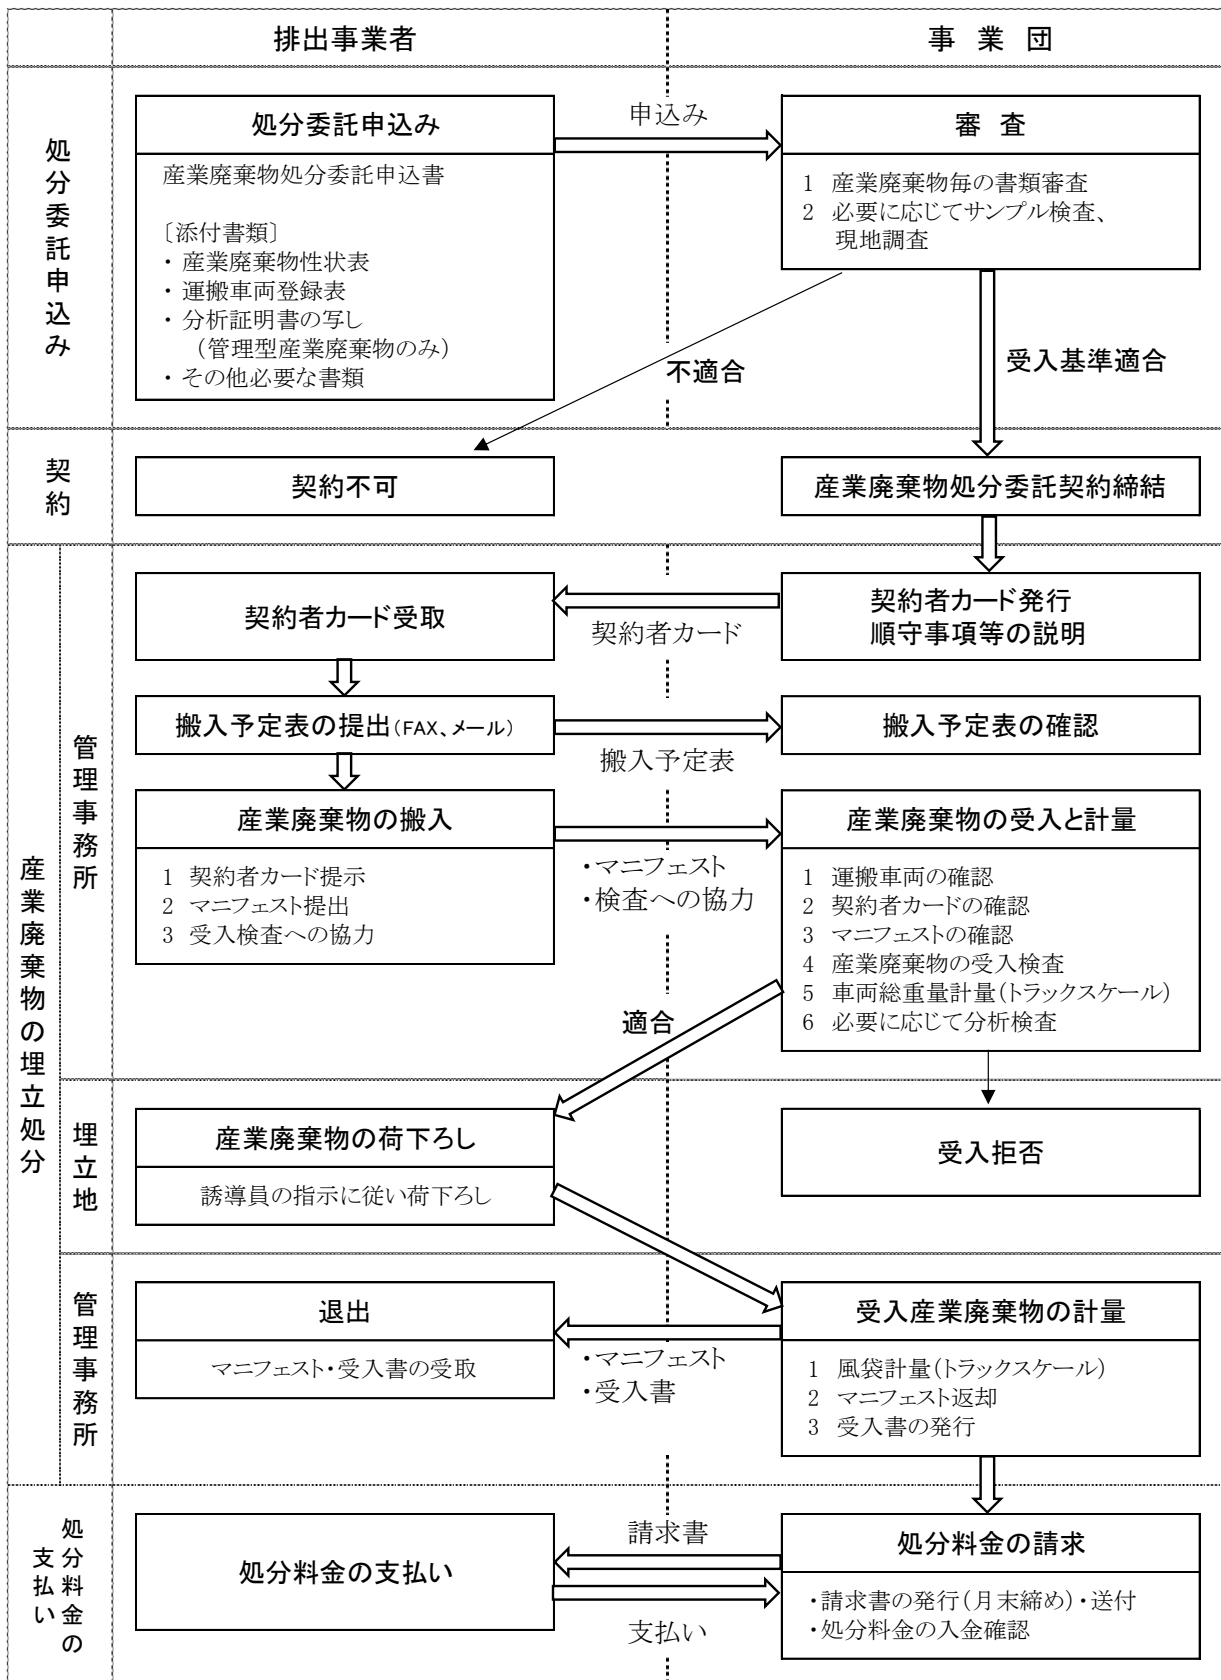 排出事業者
事 業 団
処分委託申込み
処分委託申込み
産業廃棄物処分委託申込書
〔添付書類〕
・ 産業廃棄物性状表
・ 運搬車両登録表
・ 分析証明書の写し
（管理型産業廃棄物のみ）
・ その他必要な書類
申込み
審 査
1 産業廃棄物毎の書類審査
2 必要に応じてサンプル検査、
現地調査
不適合
受入基準適合
契約
契約不可
産業廃棄物処分委託契約締結
産業廃棄物の埋立処分
管理事務所
契約者カード受取
契約者カード
契約者カード発行
順守事項等の説明
搬入予定表の提出（FAX、メール）
搬入予定表
搬入予定表の確認
産業廃棄物の搬入
1 契約者カード提示
2 マニフェスト提出
3 受入検査への協力
・マニフェスト
・検査への協力
産業廃棄物の受入と計量
1 運搬車両の確認
2 契約者カードの確認
3 マニフェストの確認
4 産業廃棄物の受入検査
5 車両総重量計量（トラックスケール）
6 必要に応じて分析検査
適合
埋立地
産業廃棄物の荷下ろし
誘導員の指示に従い荷下ろし
受入拒否
管理事務所
退出
マニフェスト・受入書の受取
・マニフェスト
・受入書
受入産業廃棄物の計量
1 風袋計量（トラックスケール）
2 マニフェスト返却
3 受入書の発行
処分料金の
支払い
処分料金の支払い
請求書
支払い
処分料金の請求
・請求書の発行（月末締め）・送付
・処分料金の入金確認